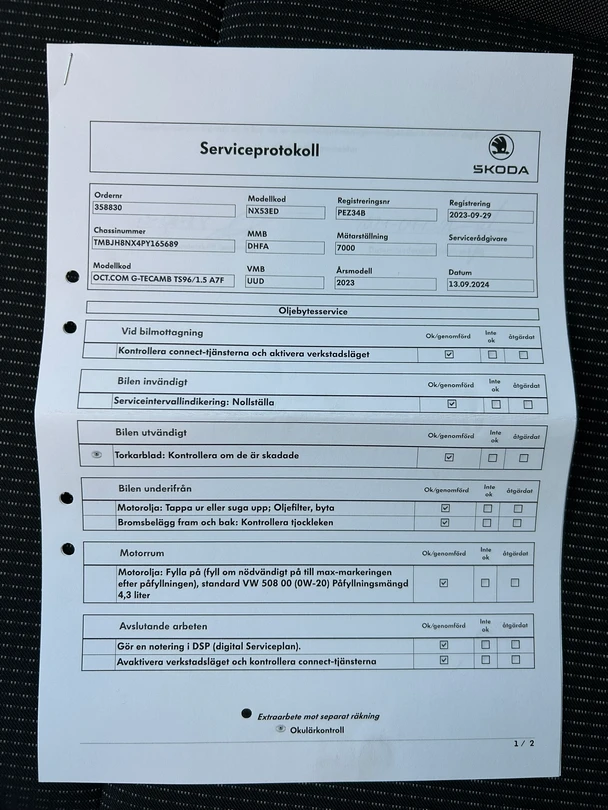 Serviceprotokoll
SKODA
Ordernr Modellkod Registreringsnr Registrering
358830 NX53ED PEZ34B 2023-09-29
Chassinummer MMB Mätarställning Servicerådgivare
TMBJH8NX4PY165689 DHFA 7000
Modellkod VMB Årsmodell Datum
OCT.COM G-TECAMB TS96/1.5 A7F UUD 2023 13.09.2024
Oljebytesservice
Vid bilmottagning Ok/genomförd Inte ok åtgärdat
Kontrollera connect-tjänsterna och aktivera verkstadsläget
Bilen invändigt Ok/genomförd Inte ok åtgärdat
Serviceintervallindikering: Nollställa
Bilen utvändigt Ok/genomförd Inte ok åtgärdat
Torkarblad: Kontrollera om de är skadade
Bilen underifrån Ok/genomförd Inte ok åtgärdat
Motorolja: Tappa ur eller suga upp; Oljefilter, byta
Bromsbelägg fram och bak: Kontrollera tjockleken
Motorrum Ok/genomförd Inte ok åtgärdat
Motorolja: Fylla på (fyll om nödvändigt på till max-markeringen
efter påfyllningen), standard VW 508 00 (0W-20) Påfyllningsmängd
4,3 liter
Avslutande arbeten Ok/genomförd Inte ok åtgärdat
Gör en notering i DSP (digital Serviceplan).
Avaktivera verkstadsläget och kontrollera connect-tjänsterna
Extraarbete mot separat räkning
Okulärkontroll
1 / 2